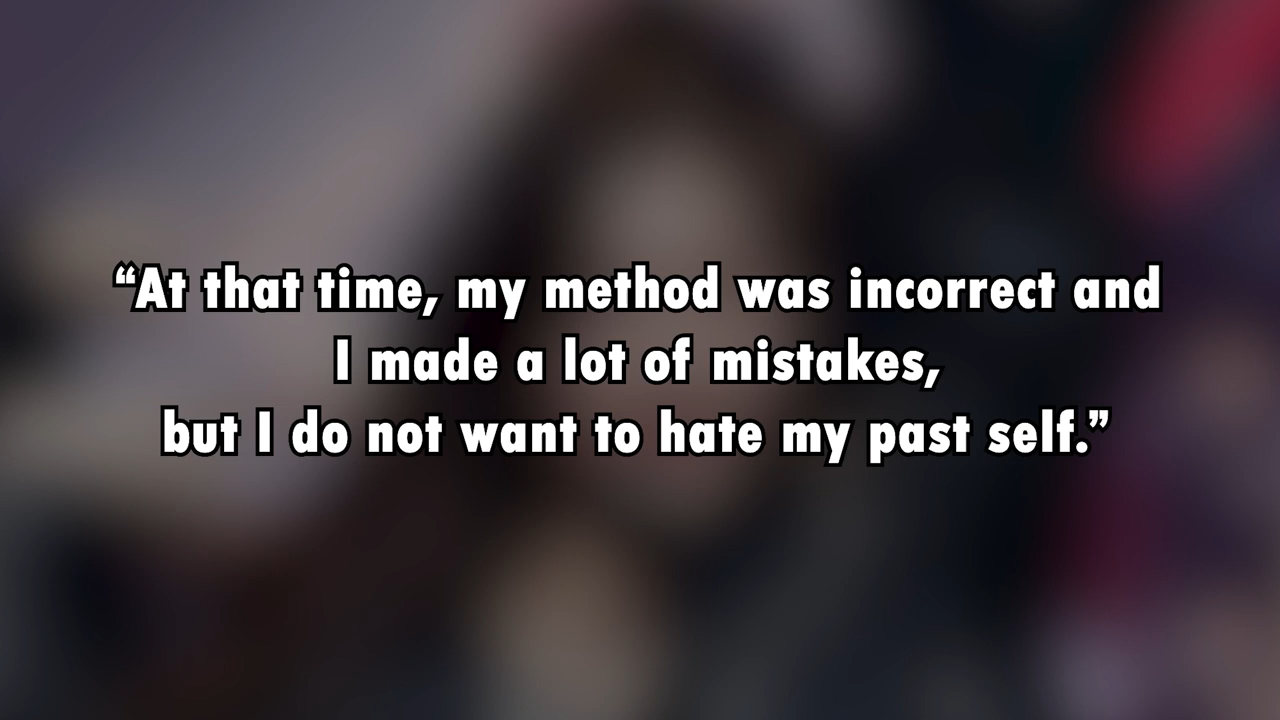 “At that time, my method was incorrect and
I made a lot of mistakes,
but I do not want to hate my past self.”